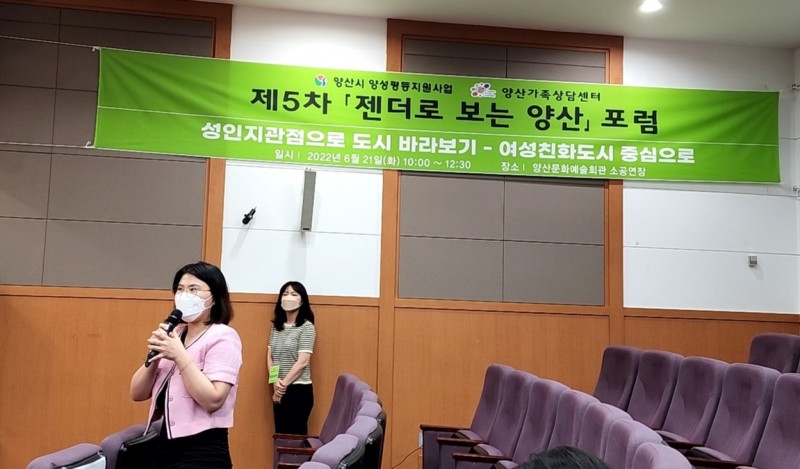 양산시 양성평등지원사업 양산가족상담센터
제5차 「젠더로 보는 양산」 포럼
성인지관점으로 도시 바라보기 - 여성친화도시 중심으로
일시ㅣ 2022년 6월 21일(화) 10:00 ~ 12:30 장소ㅣ 양산문화예술회관 소공연장